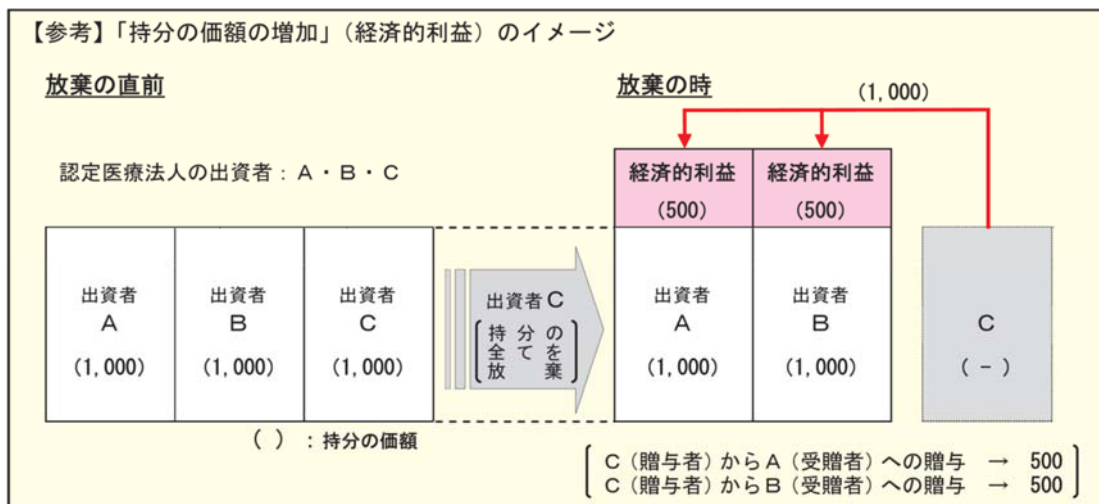 【参考】「持分の価額の増加」（経済的利益）のイメージ
放棄の直前
認定医療法人の出資者：Ａ・Ｂ・Ｃ
出資者
Ａ
(1,000)
出資者
Ｂ
(1,000)
出資者
Ｃ
(1,000)
（ ）：持分の価額
出資者Ｃ
持分の
全てを
放棄
放棄の時
(1,000)
経済的利益
(500)
経済的利益
(500)
出資者
Ａ
(1,000)
出資者
Ｂ
(1,000)
Ｃ
(－)
Ｃ（贈与者）からＡ（受贈者）への贈与 → 500
Ｃ（贈与者）からＢ（受贈者）への贈与 → 500